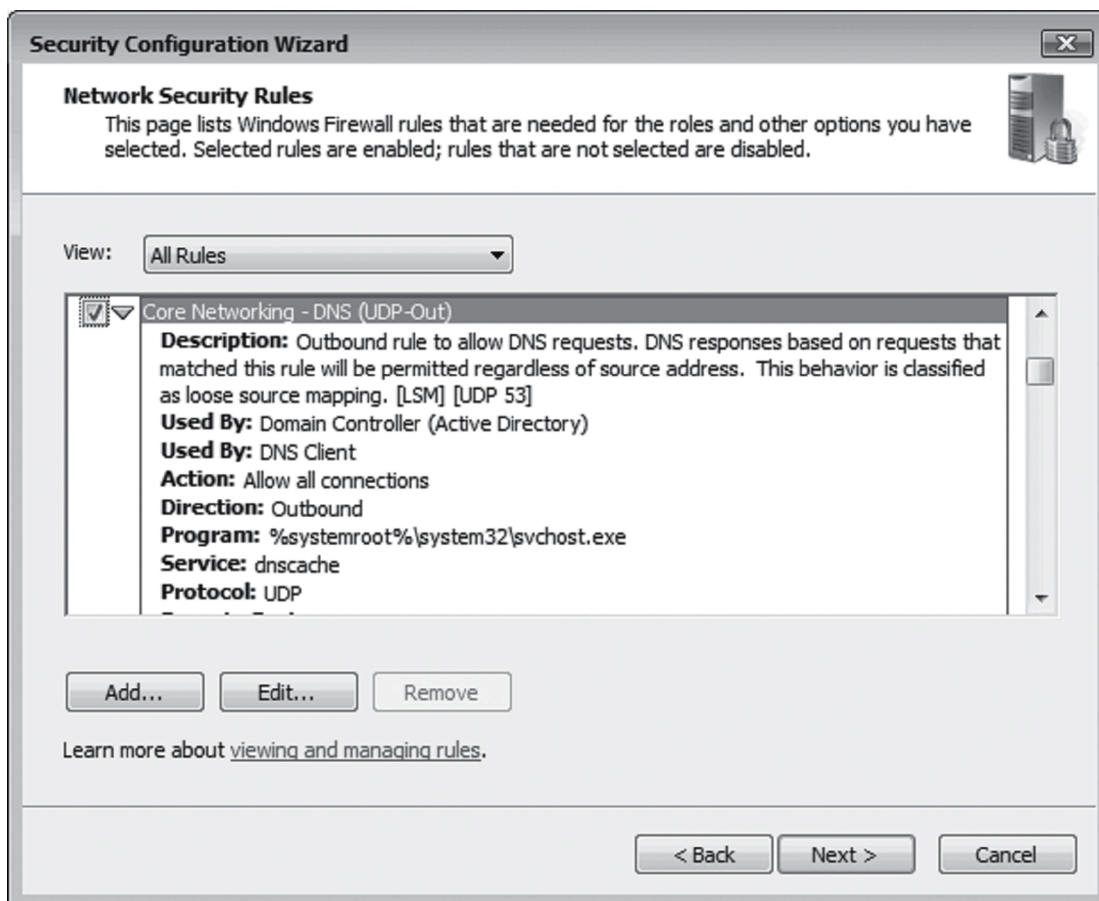 Security Configuration Wizard
Network Security Rules
This page lists Windows Firewall rules that are needed for the roles and other options you have
selected. Selected rules are enabled; rules that are not selected are disabled.
View:
All Rules
Core Networking - DNS (UDP-Out)
Description: Outbound rule to allow DNS requests. DNS responses based on requests that
matched this rule will be permitted regardless of source address.  This behavior is classified
as loose source mapping. [LSM] [UDP 53]
Used By: Domain Controller (Active Directory)
Used By: DNS Client
Action: Allow all connections
Direction: Outbound
Program: %systemroot%\system32\svchost.exe
Service: dnscache
Protocol: UDP
Add...
Edit...
Remove
Learn more about viewing and managing rules.
< Back
Next >
Cancel